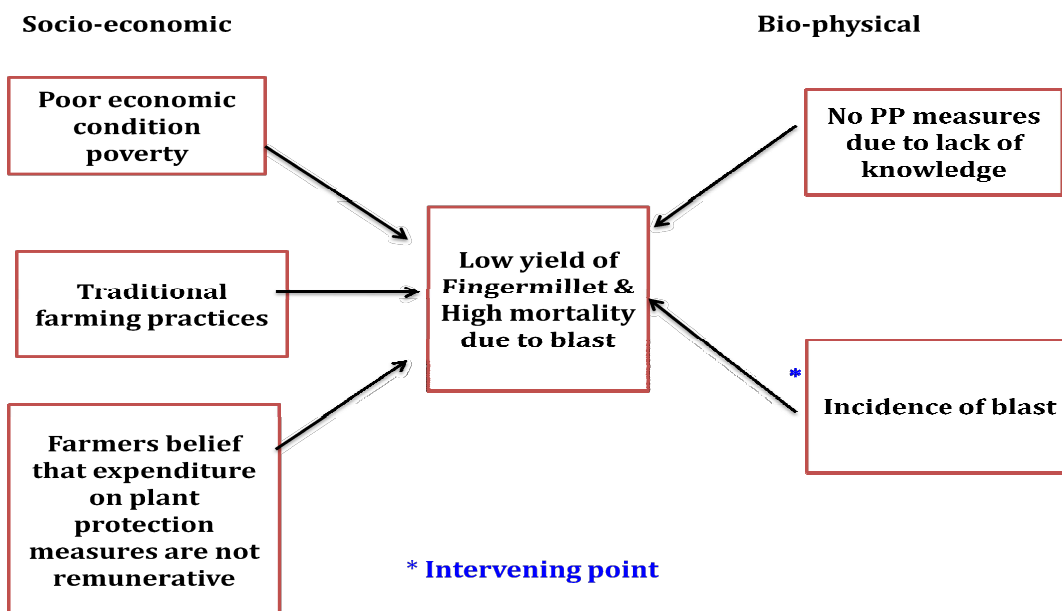 Socio-economic
Bio-physical
Poor economic
condition
poverty
No PP measures
due to lack of
knowledge
Traditional
farming practices
Low yield of
Fingermillet &
High mortality
due to blast
*
Incidence of blast
Farmers belief
that expenditure
on plant
protection
measures are not
remunerative
* Intervening point